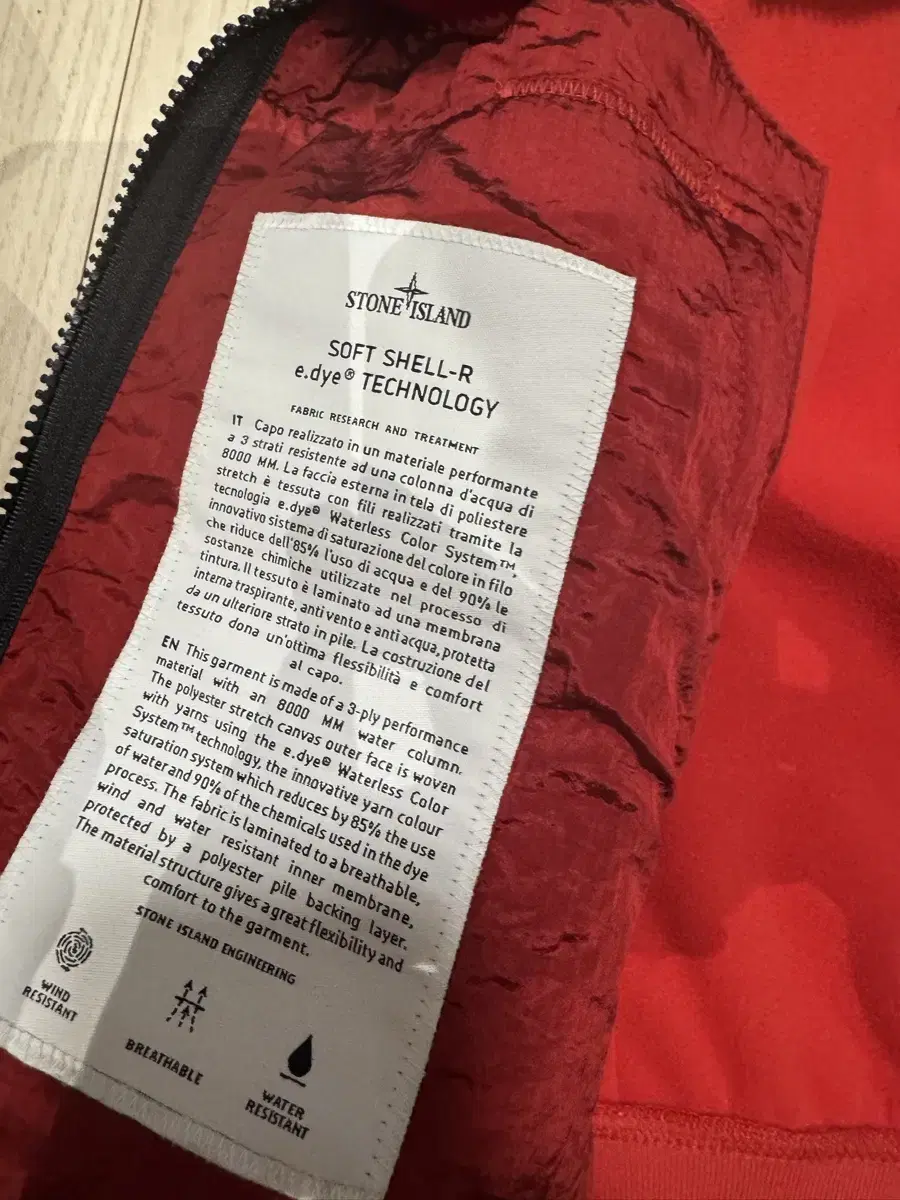 STONE ISLAND
SOFT SHELL-R
e.dye® TECHNOLOGY
FABRIC RESEARCH AND TREATMENT
IT Capo realizzato in un materiale performante
a 3 strati resistente ad una colonna d'acqua di
8000 MM. La faccia esterna in tela di poliestere
stretch è tessuta con fili realizzati tramite la
tecnologia e.dye® Waterless Color System™,
innovativo sistema di saturazione del colore in filo
che riduce dell'85% l'uso di acqua e del 90% le
sostanze chimiche utilizzate nel processo di
tintura. Il tessuto è laminato ad una membrana
interna traspirante, anti vento e anti acqua, protetta
da un ulteriore strato in pile. La costruzione del
tessuto dona un'ottima flessibilità e comfort
al capo.
EN This garment is made of a 3-ply performance
material with an 8000 MM water column.
The polyester stretch canvas outer face is woven
with yarns using the e.dye® Waterless Color
System™ technology, the innovative yarn colour
saturation system which reduces by 85% the use
of water and 90% of the chemicals used in the dye
process. The fabric is laminated to a breathable,
wind and water resistant inner membrane,
protected by a polyester pile backing layer.
The material structure gives a great flexibility and
comfort to the garment.
STONE ISLAND ENGINEERING
WIND
RESISTANT
BREATHABLE
WATER
RESISTANT